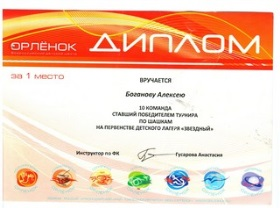 ОРЛЁНОК
ДИПЛОМ
за 1 место
ВРУЧАЕТСЯ
Боганову Алексею
10 КОМАНДА
СТАВШИЙ ПОБЕДИТЕЛЕМ ТУРНИРА
ПО ШАШКАМ
НА ПЕРВЕНСТВЕ ДЕТСКОГО ЛАГЕРЯ «ЗВЕЗДНЫЙ»
Инструктор по ФК
Гусарова Анастасия